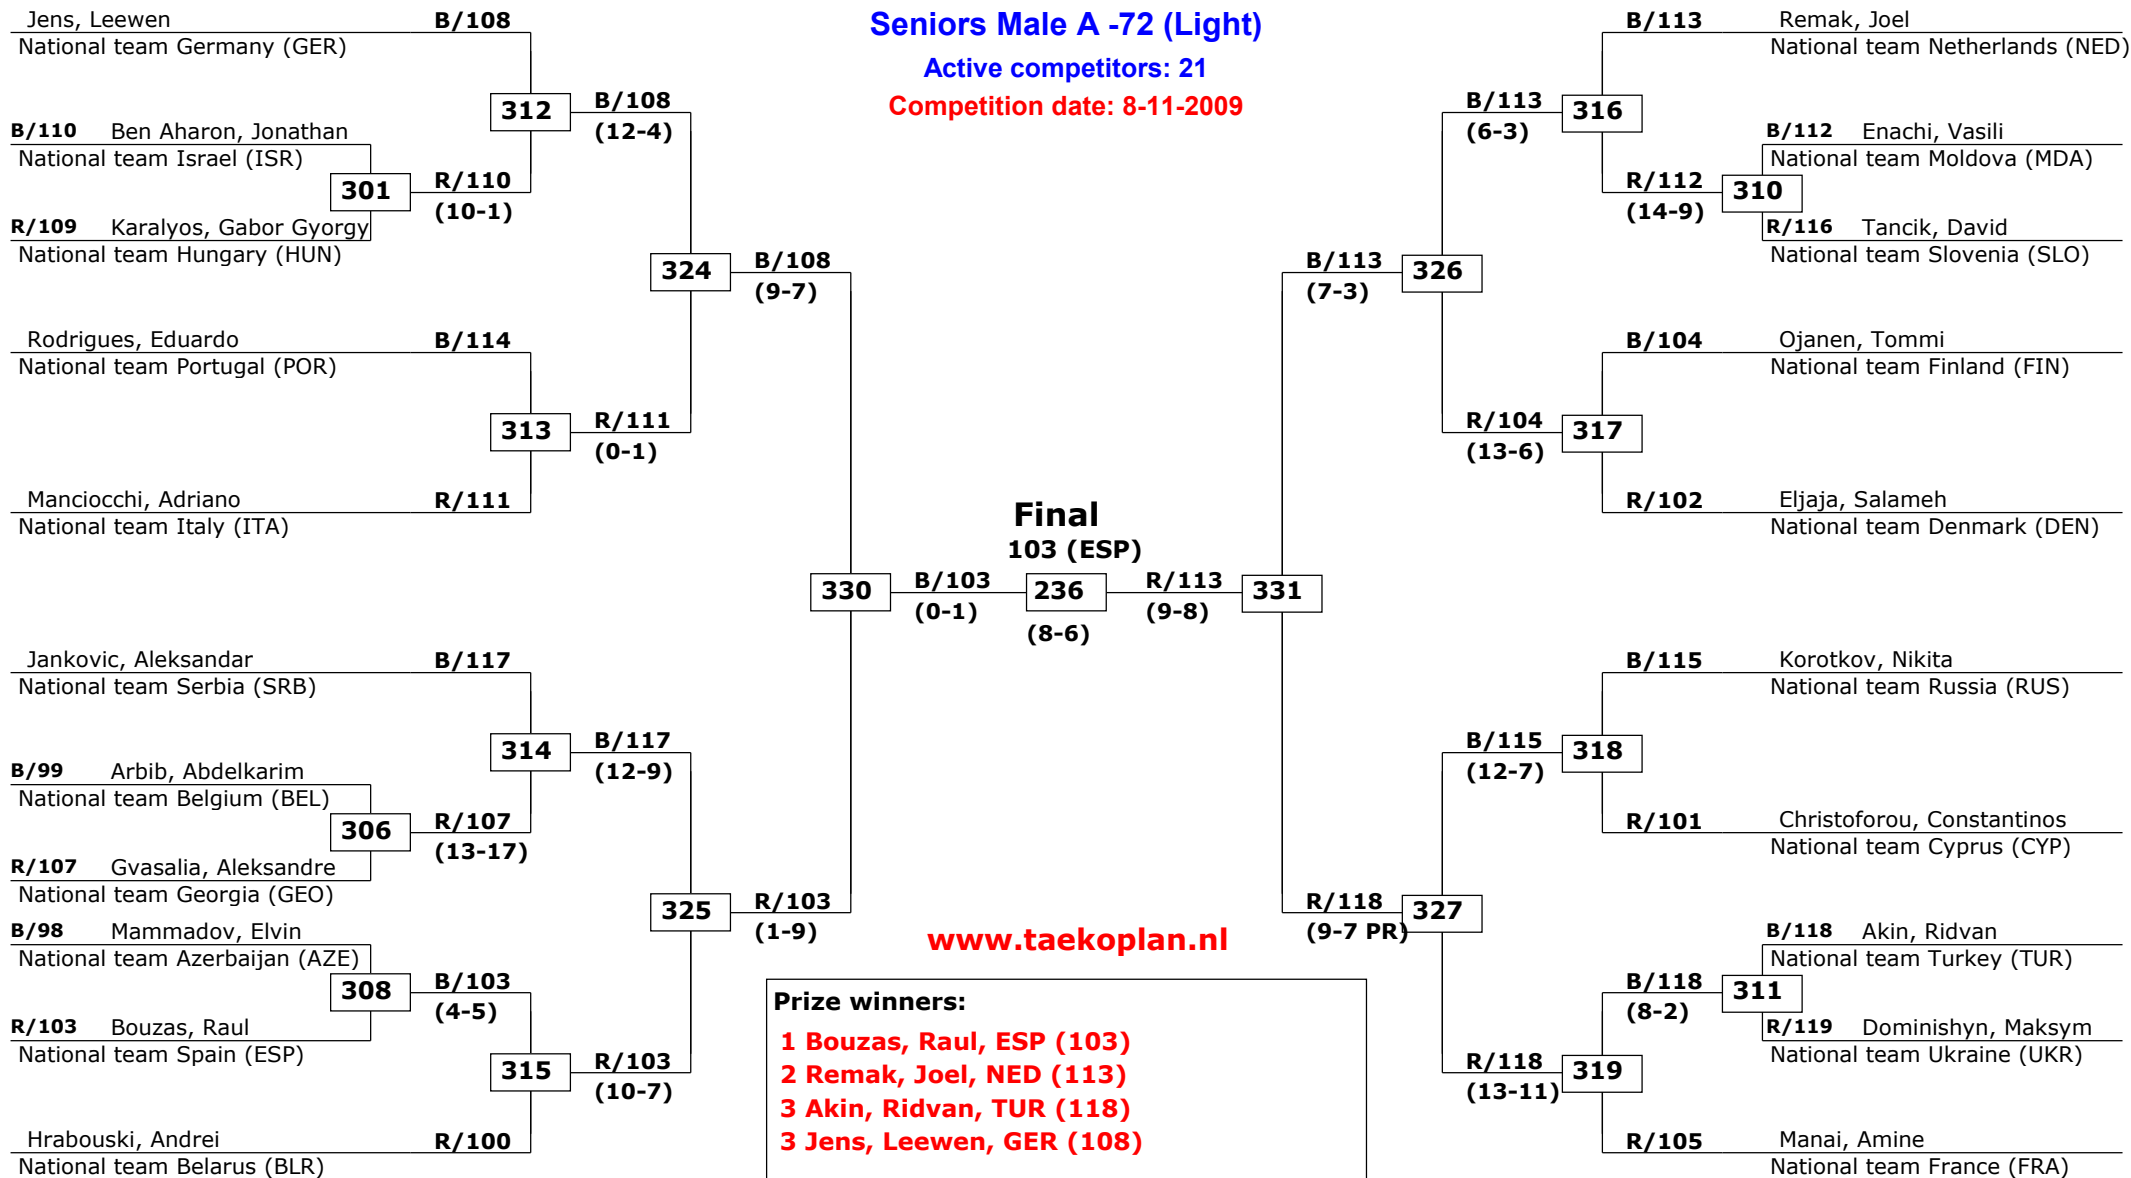 Seniors Male A -72 (Light)
Active competitors: 21
Competition date: 8-11-2009
Jens, Leewen B/108
National team Germany (GER)
312
B/108
(12-4)
B/110 Ben Aharon, Jonathan
National team Israel (ISR)
301
R/110
(10-1)
R/109 Karalyos, Gabor Gyorgy
National team Hungary (HUN)
324
B/108
(9-7)
Rodrigues, Eduardo B/114
National team Portugal (POR)
313
R/111
(0-1)
Manciocchi, Adriano R/111
National team Italy (ITA)
330
B/103
(0-1)
Jankovic, Aleksandar B/117
National team Serbia (SRB)
314
B/117
(12-9)
B/99 Arbib, Abdelkarim
National team Belgium (BEL)
306
R/107
(13-17)
R/107 Gvasalia, Aleksandre
National team Georgia (GEO)
325
R/103
(1-9)
B/98 Mammadov, Elvin
National team Azerbaijan (AZE)
308
B/103
(4-5)
R/103 Bouzas, Raul
National team Spain (ESP)
315
R/103
(10-7)
Hrabouski, Andrei R/100
National team Belarus (BLR)
Final
103 (ESP)
236
(8-6)
B/113 Remak, Joel
National team Netherlands (NED)
316
B/113
(6-3)
B/112 Enachi, Vasili
National team Moldova (MDA)
310
R/112
(14-9)
R/116 Tancik, David
National team Slovenia (SLO)
326
B/113
(7-3)
B/104 Ojanen, Tommi
National team Finland (FIN)
317
R/104
(13-6)
R/102 Eljaja, Salameh
National team Denmark (DEN)
331
R/113
(9-8)
B/115 Korotkov, Nikita
National team Russia (RUS)
318
B/115
(12-7)
R/101 Christoforou, Constantinos
National team Cyprus (CYP)
327
R/118
(9-7 PR)
B/118 Akin, Ridvan
National team Turkey (TUR)
311
B/118
(8-2)
R/119 Dominishyn, Maksym
National team Ukraine (UKR)
319
R/118
(13-11)
R/105 Manai, Amine
National team France (FRA)
www.taekoplan.nl
Prize winners:
1 Bouzas, Raul, ESP (103)
2 Remak, Joel, NED (113)
3 Akin, Ridvan, TUR (118)
3 Jens, Leewen, GER (108)